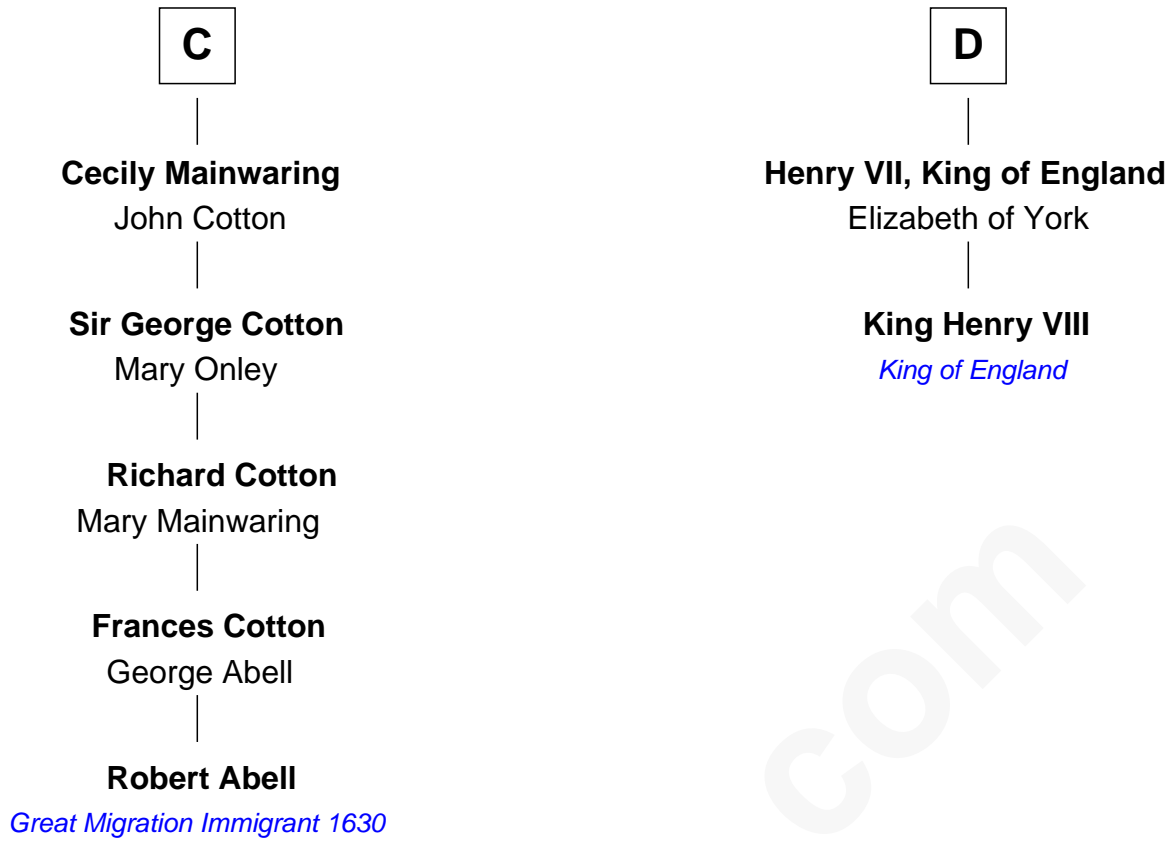 C
Cecily Mainwaring
John Cotton
Sir George Cotton
Mary Onley
Richard Cotton
Mary Mainwaring
Frances Cotton
George Abell
Robert Abell
Great Migration Immigrant 1630
D
Henry VII, King of England
Elizabeth of York
King Henry VIII
King of England
com